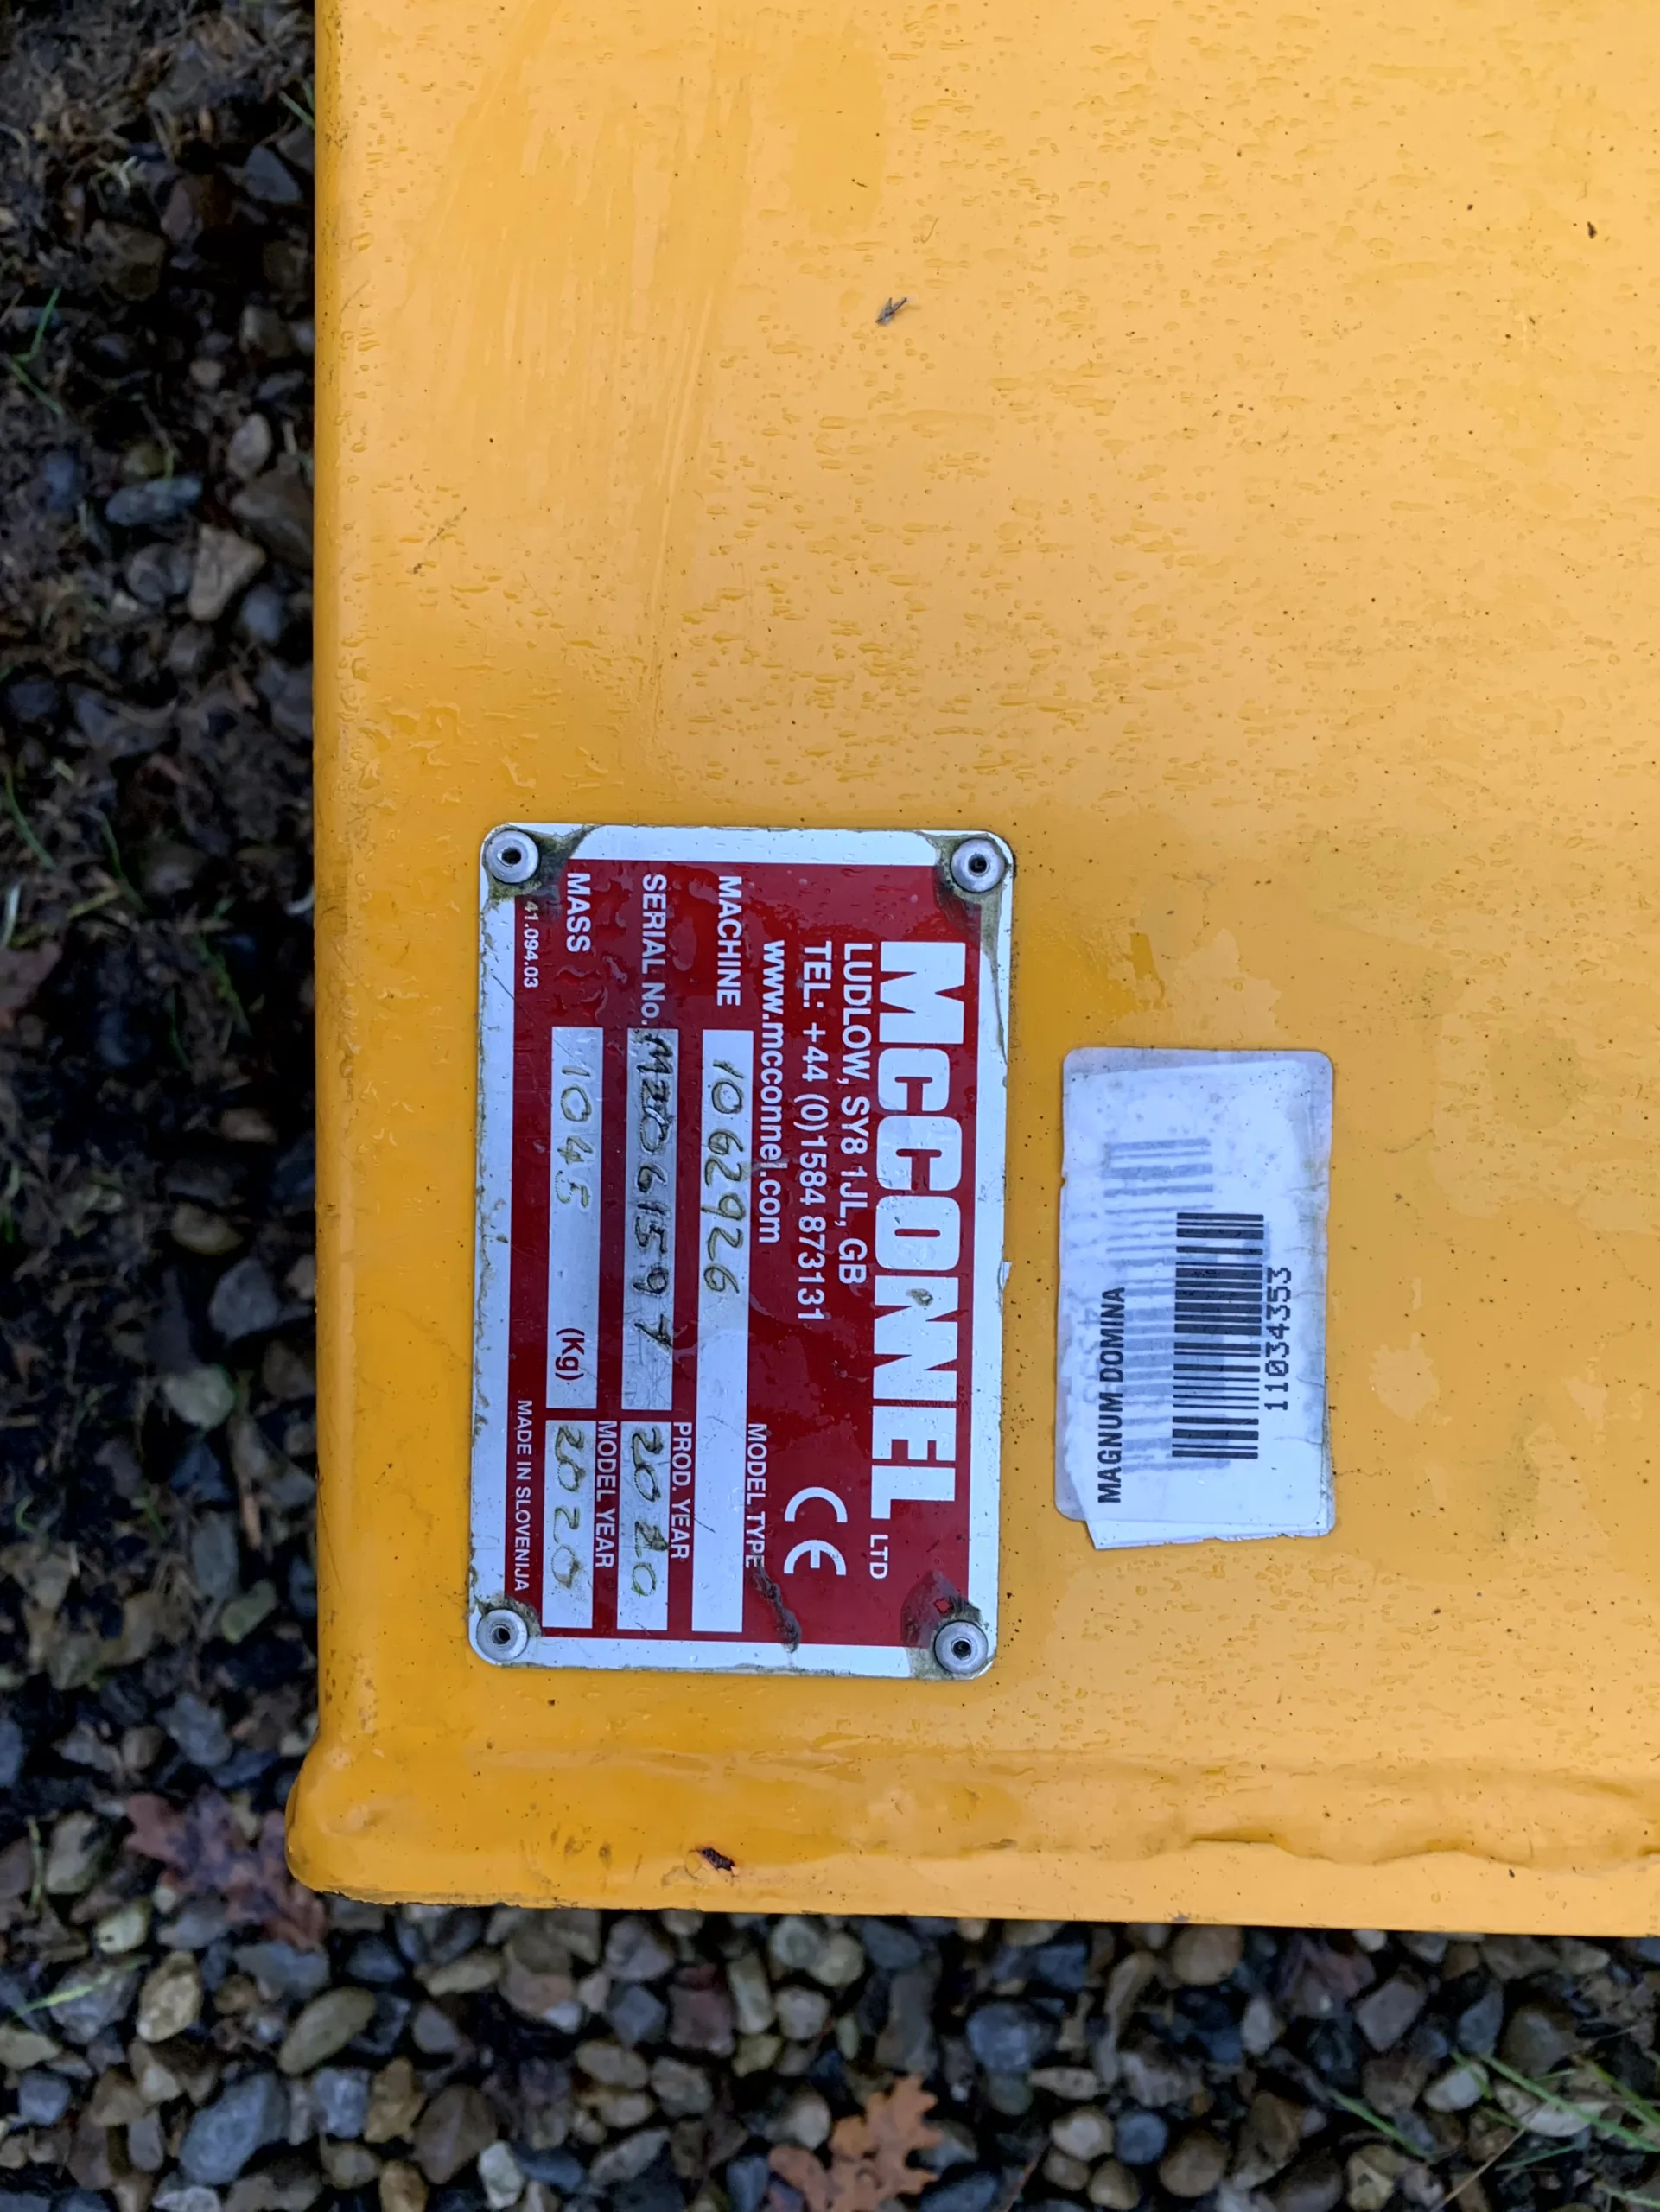 MCCONNEL LTD
LUDLOW, SY8 1JL, GB
TEL: +44 (0)1584 873131
www.mcconnel.com
CE
MACHINE 1062926
MODEL TYPE
SERIAL No.
PROD. YEAR 2020
MASS 1045 (Kg)
MODEL YEAR 2020
41.094.03
MADE IN SLOVENIJA
1104353
MAGNUM DOMINA